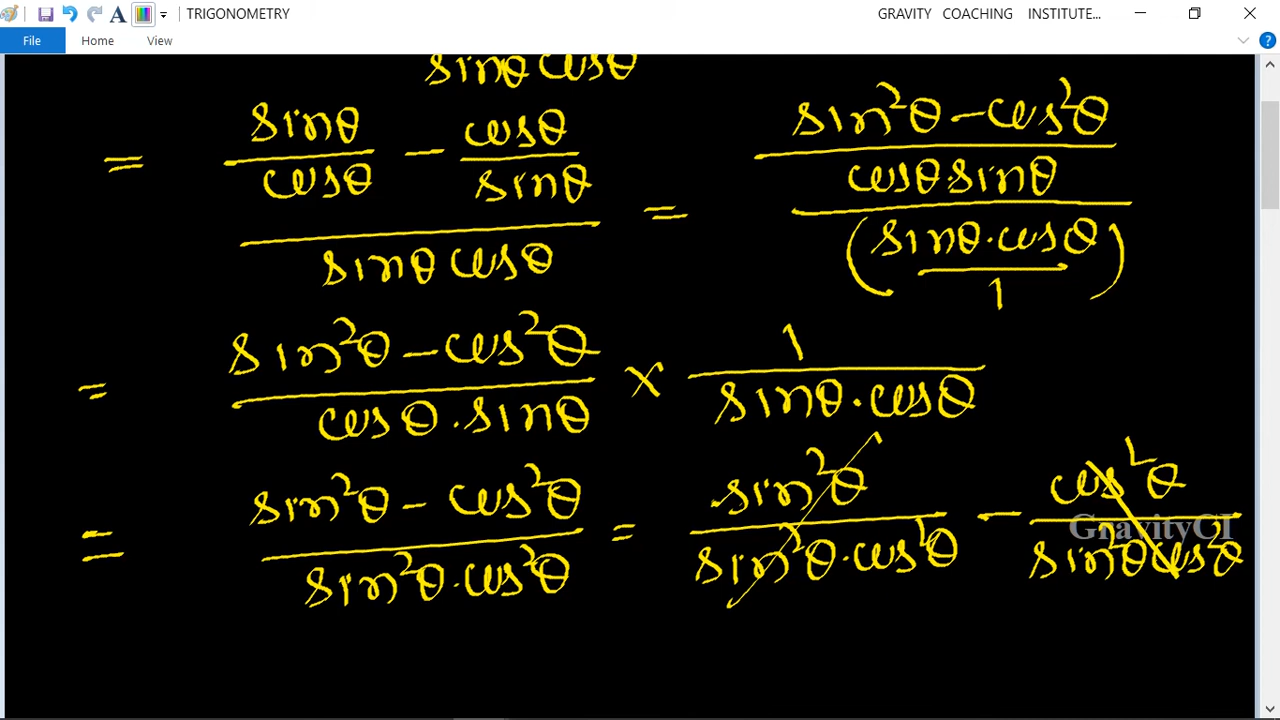 TRIGONOMETRY
GRAVITY COACHING INSTITUTE...
File Home View
sinθ cosθ
= (sinθ/cosθ − cosθ/sinθ)/(sinθ cosθ) = ((sin²θ − cos²θ)/(cosθ·sinθ))/((sinθ·cosθ)/1)
= (sin²θ − cos²θ)/(cosθ·sinθ) × 1/(sinθ·cosθ)
= (sin²θ − cos²θ)/(sin²θ·cos²θ) = sin²θ/(sin²θ·cos²θ) − cos²θ/(sin²θ cos²θ)
GravityCI